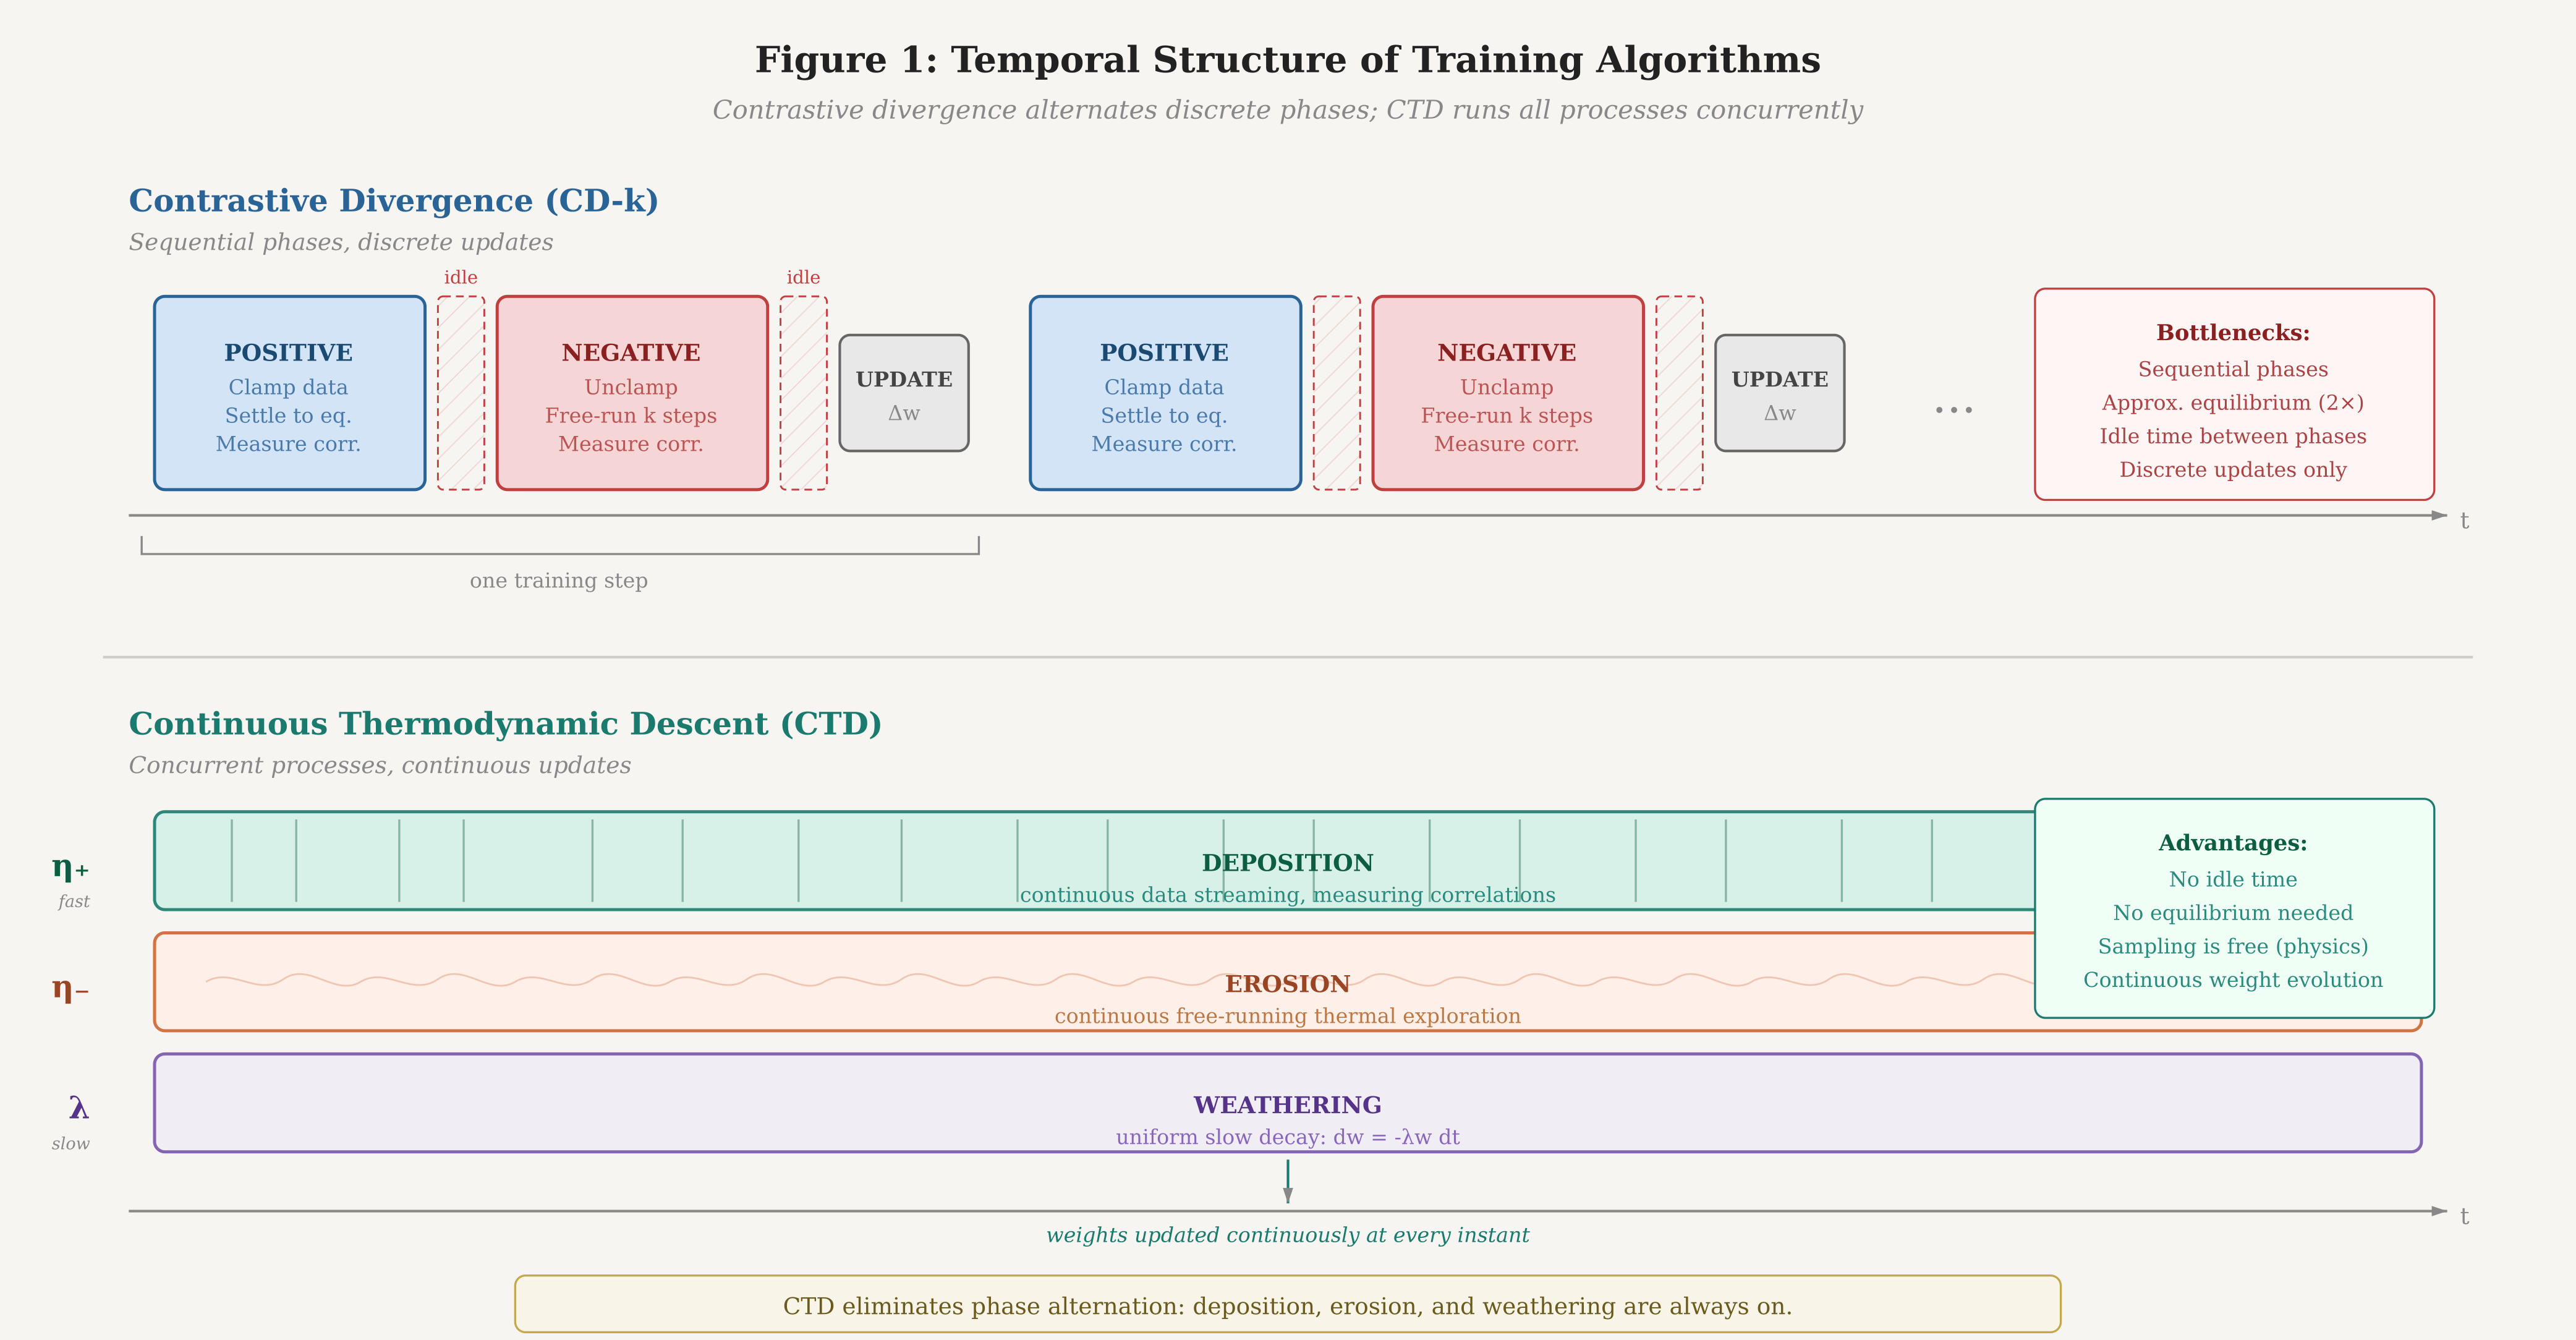 Figure 1: Temporal Structure of Training Algorithms
Contrastive divergence alternates discrete phases; CTD runs all processes concurrently
Contrastive Divergence (CD-k)
Sequential phases, discrete updates
idle
idle
POSITIVE
Clamp data
Settle to eq.
Measure corr.
NEGATIVE
Unclamp
Free-run k steps
Measure corr.
UPDATE
Δw
POSITIVE
Clamp data
Settle to eq.
Measure corr.
NEGATIVE
Unclamp
Free-run k steps
Measure corr.
UPDATE
Δw
...
Bottlenecks:
Sequential phases
Approx. equilibrium (2×)
Idle time between phases
Discrete updates only
t
one training step
Continuous Thermodynamic Descent (CTD)
Concurrent processes, continuous updates
η₊
fast
DEPOSITION
continuous data streaming, measuring correlations
η₋
EROSION
continuous free-running thermal exploration
Advantages:
No idle time
No equilibrium needed
Sampling is free (physics)
Continuous weight evolution
λ
slow
WEATHERING
uniform slow decay: dw = -λw dt
t
weights updated continuously at every instant
CTD eliminates phase alternation: deposition, erosion, and weathering are always on.